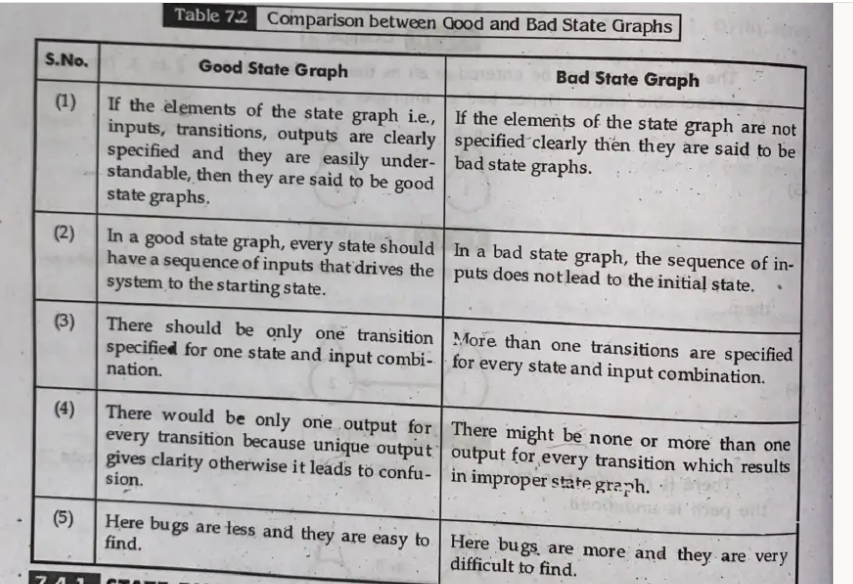 Table 7.2 Comparison between Good and Bad State Graphs
S.No.
Good State Graph
Bad State Graph
(1)
If the elements of the state graph i.e.,
inputs, transitions, outputs are clearly
specified and they are easily under-
standable, then they are said to be good
state graphs.
If the elements of the state graph are not
specified clearly then they are said to be
bad state graphs.
(2)
In a good state graph, every state should
have a sequence of inputs that drives the
system to the starting state.
In a bad state graph, the sequence of in-
puts does not lead to the initial state.
(3)
There should be only one transition
specified for one state and input combi-
nation.
More than one transitions are specified
for every state and input combination.
(4)
There would be only one output for
every transition because unique output
gives clarity otherwise it leads to confu-
sion.
There might be none or more than one
output for every transition which results
in improper state graph.
(5)
Here bugs are less and they are easy to
find.
Here bugs are more and they are very
difficult to find.
7.4.1